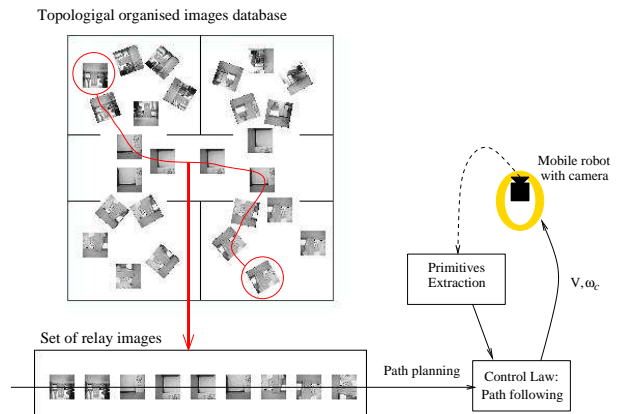 Topological organised images database
Mobile robot
with camera
Primitives
Extraction
V, ω_c
Set of relay images
Path planning
Control Law:
Path following